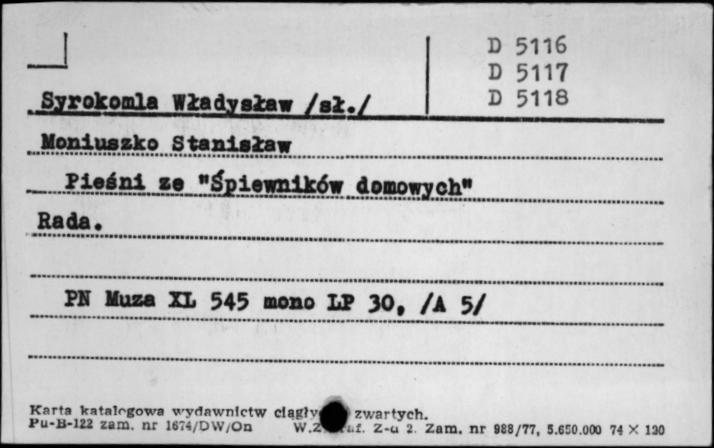 D 5116
D 5117
D 5118
Syrokomla Władysław /sł./
Moniuszko Stanisław
Pieśni ze "Śpiewników domowych"
Rada.
PN Muza XL 545 mono LP 30, /A 5/
Karta katalogowa wydawnictw zwartych.
Pu-B-122 zam. nr 1674/DW/On Z-d 2. Zam. nr 988/77, 5.650.000 74 X 130